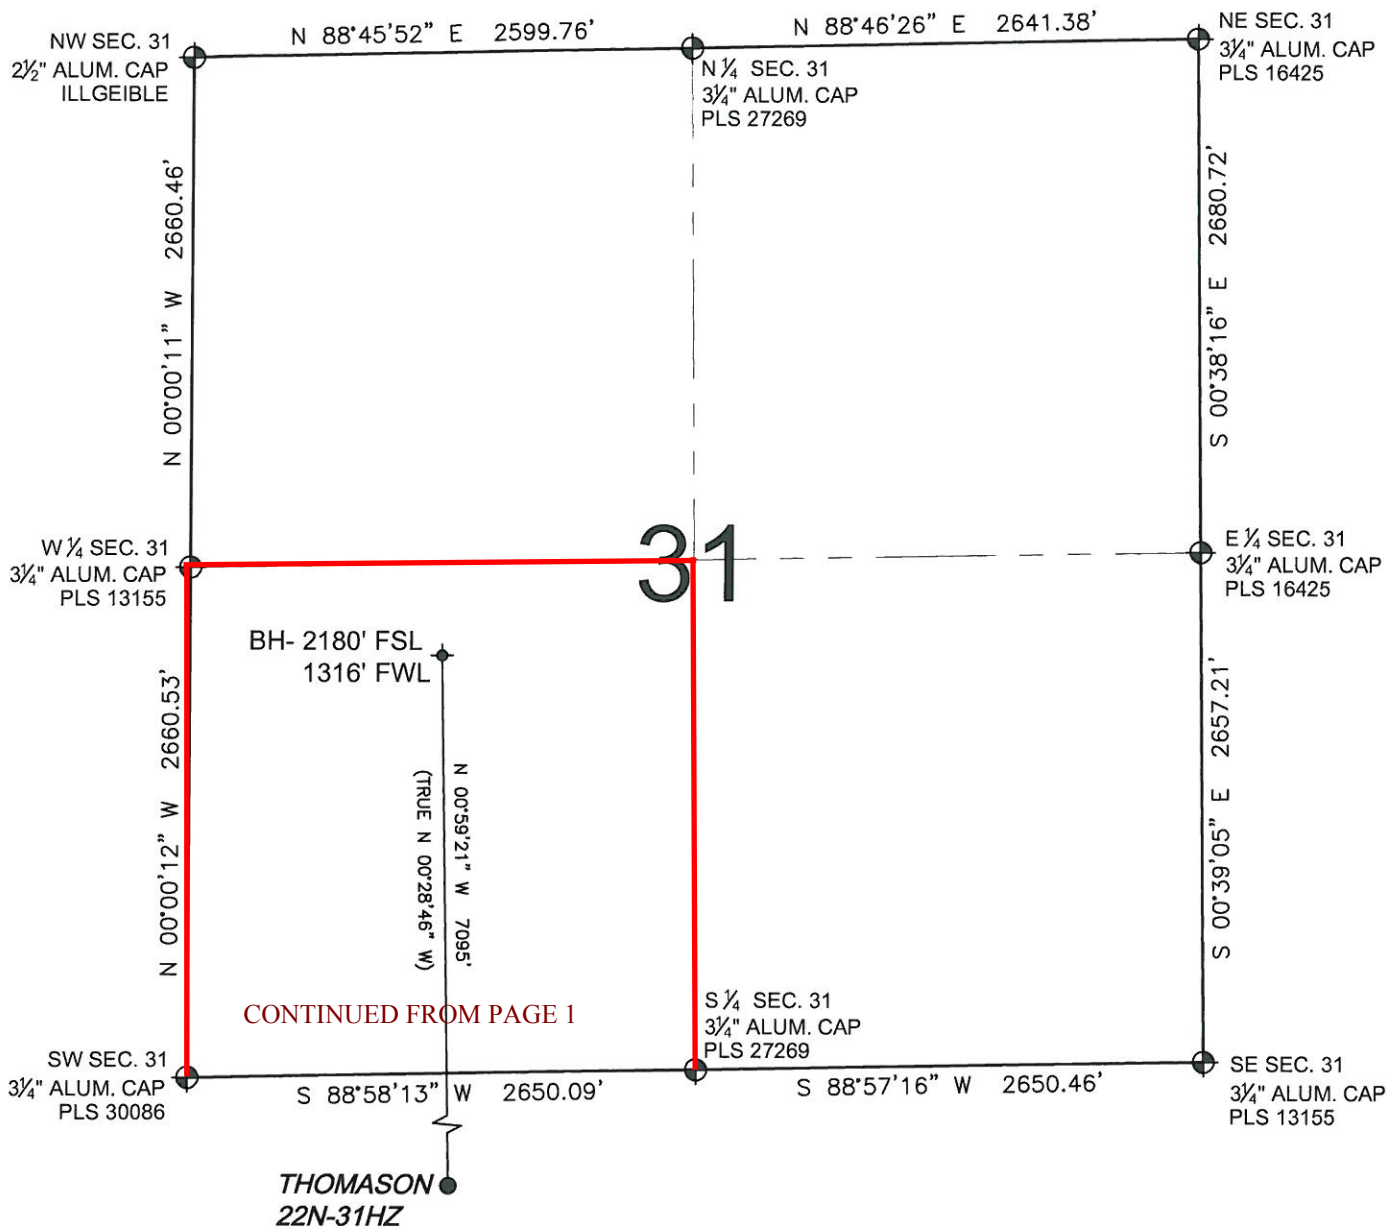 NW SEC. 31
2½" ALUM. CAP
ILLGEIBLE
N 88°45'52" E 2599.76'
N 88°46'26" E 2641.38'
NE SEC. 31
3¼" ALUM. CAP
PLS 16425
N ¼ SEC. 31
3¼" ALUM. CAP
PLS 27269
N 00°00'11" W 2660.46'
S 00°38'16" E 2680.72'
31
W ¼ SEC. 31
3¼" ALUM. CAP
PLS 13155
E ¼ SEC. 31
3¼" ALUM. CAP
PLS 16425
BH- 2180' FSL
1316' FWL
N 00°00'12" W 2660.53'
N 00°59'21" W 7095'
(TRUE N 00°28'46" W)
S 00°39'05" E 2657.21'
CONTINUED FROM PAGE 1
S ¼ SEC. 31
3¼" ALUM. CAP
PLS 27269
SW SEC. 31
3¼" ALUM. CAP
PLS 30086
S 88°58'13" W 2650.09'
S 88°57'16" W 2650.46'
SE SEC. 31
3¼" ALUM. CAP
PLS 13155
THOMASON
22N-31HZ